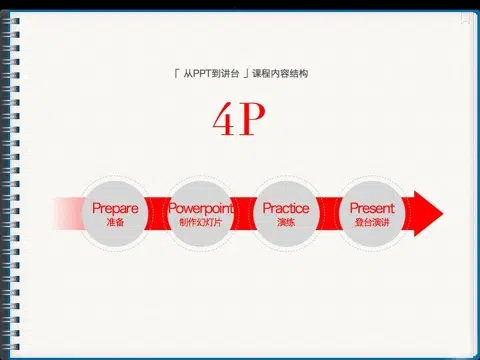 「从PPT到讲台」课程内容结构
4P
Prepare
准备
Powerpoint
制作幻灯片
Practice
演练
Present
登台演讲